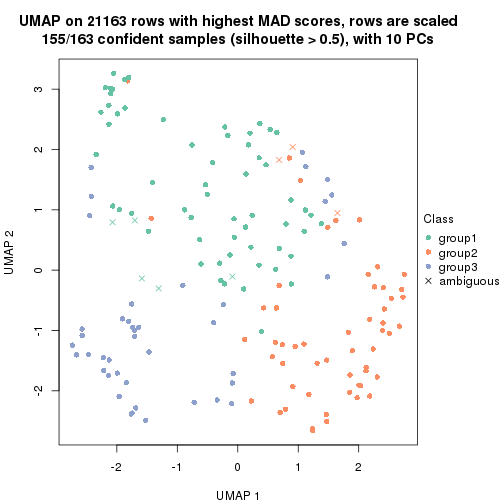 UMAP on 21163 rows with highest MAD scores, rows are scaled
155/163 confident samples (silhouette > 0.5), with 10 PCs
3
2
1
0
-1
-2
UMAP 2
-2 -1 0 1 2
UMAP 1
Class
group1
group2
group3
ambiguous